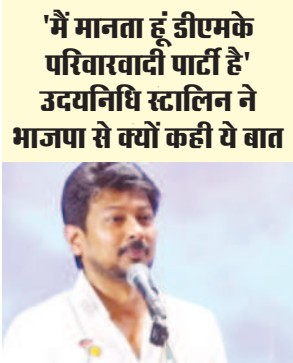 'मैं मानता हूं डीएमके
परिवारवादी पार्टी है'
उदयनिधि स्टालिन ने
भाजपा से क्यों कही ये बात